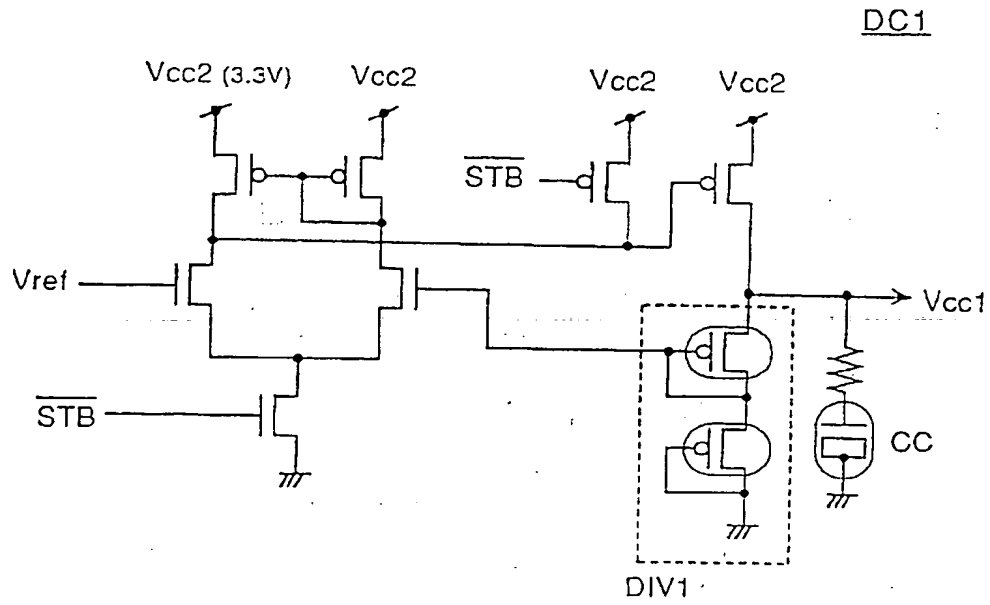 DC1
Vcc2 (3.3V)
Vcc2
Vcc2
Vcc2
STB
Vref
Vcc1
STB
CC
DIV1